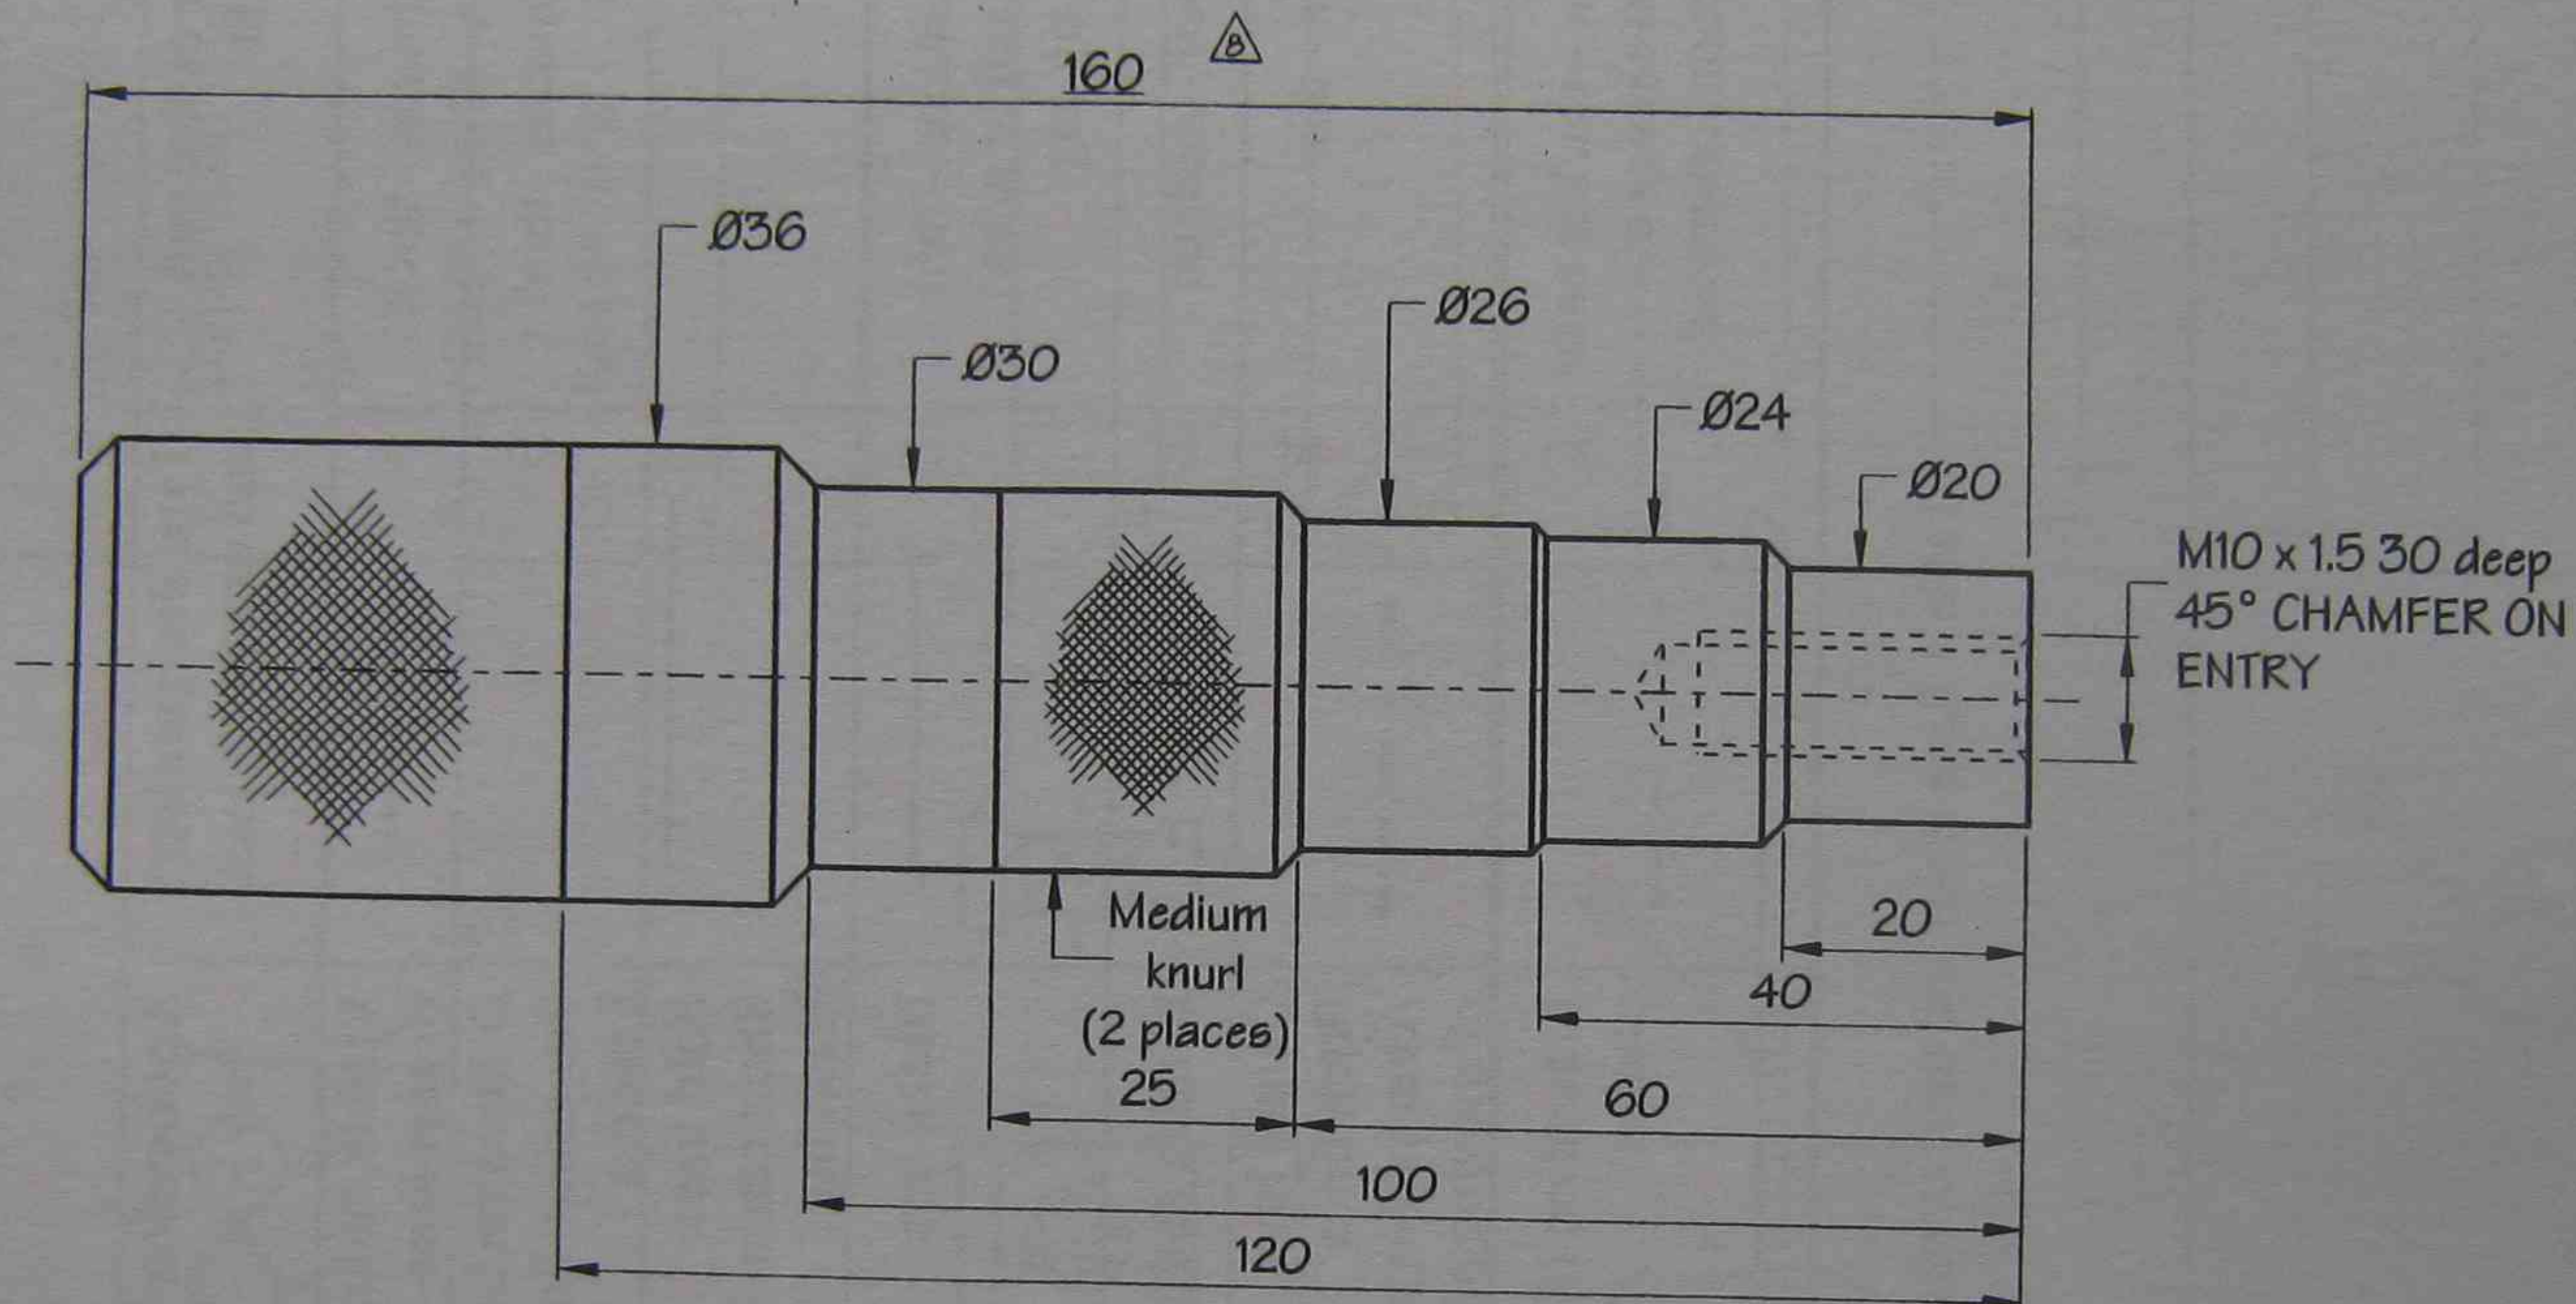 8
160
Ø36
Ø30
Ø26
Ø24
Ø20
M10 x 1.5 30 deep
45° CHAMFER ON
ENTRY
Medium
knurl
(2 places)
25
20
40
60
100
120